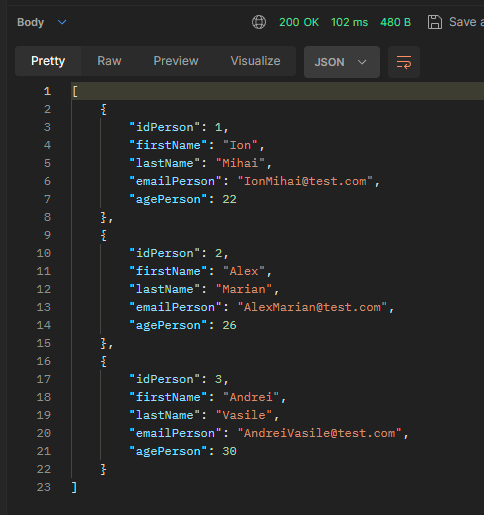 Body 200 OK 102 ms 480 B Save a
Pretty Raw Preview Visualize JSON
1 [
2 {
3 "idPerson": 1,
4 "firstName": "Ion",
5 "lastName": "Mihai",
6 "emailPerson": "IonMihai@test.com",
7 "agePerson": 22
8 },
9 {
10 "idPerson": 2,
11 "firstName": "Alex",
12 "lastName": "Marian",
13 "emailPerson": "AlexMarian@test.com",
14 "agePerson": 26
15 },
16 {
17 "idPerson": 3,
18 "firstName": "Andrei",
19 "lastName": "Vasile",
20 "emailPerson": "AndreiVasile@test.com",
21 "agePerson": 30
22 }
23 ]